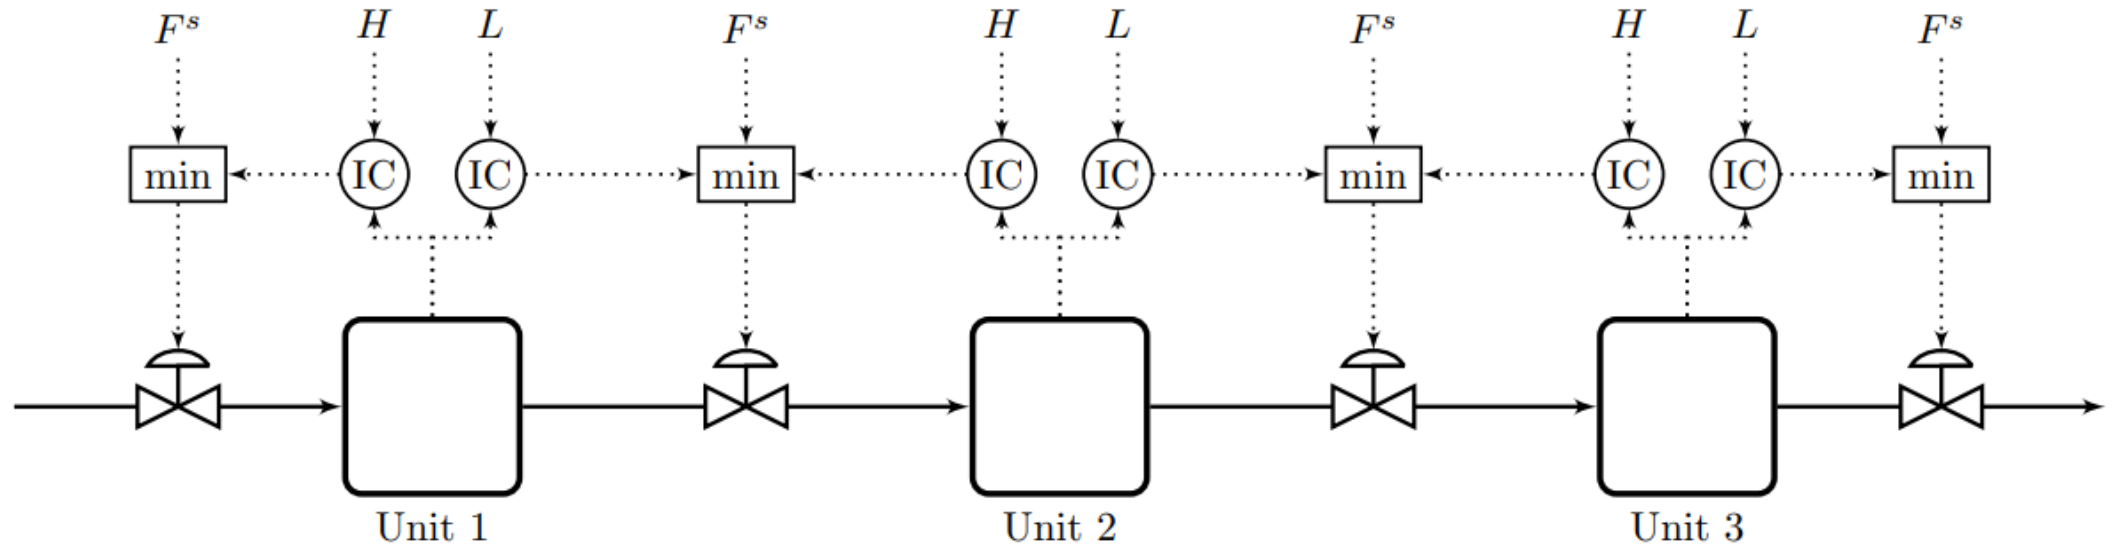 F^s H L F^s H L F^s H L F^s
min IC IC min IC IC min IC IC min
Unit 1 Unit 2 Unit 3